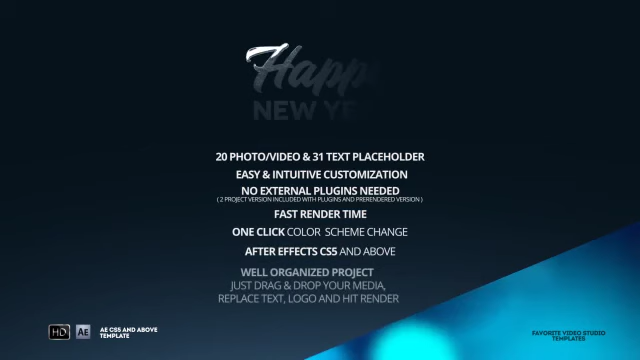 Happy
NEW YE
20 PHOTO/VIDEO & 31 TEXT PLACEHOLDER
EASY & INTUITIVE CUSTOMIZATION
NO EXTERNAL PLUGINS NEEDED
( 2 PROJECT VERSION INCLUDED WITH PLUGINS AND PRERENDERED VERSION )
FAST RENDER TIME
ONE CLICK COLOR SCHEME CHANGE
AFTER EFFECTS CS5 AND ABOVE
WELL ORGANIZED PROJECT
JUST DRAG & DROP YOUR MEDIA,
REPLACE TEXT, LOGO AND HIT RENDER
HD AE
AE CS5 AND ABOVE
TEMPLATE
FAVORITE VIDEO STUDIO
TEMPLATES